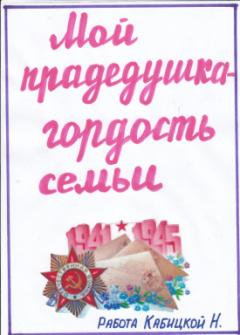 Мой
прадедушка-
гордость
семьи
1941 1945
Работа Кабицкой Н.